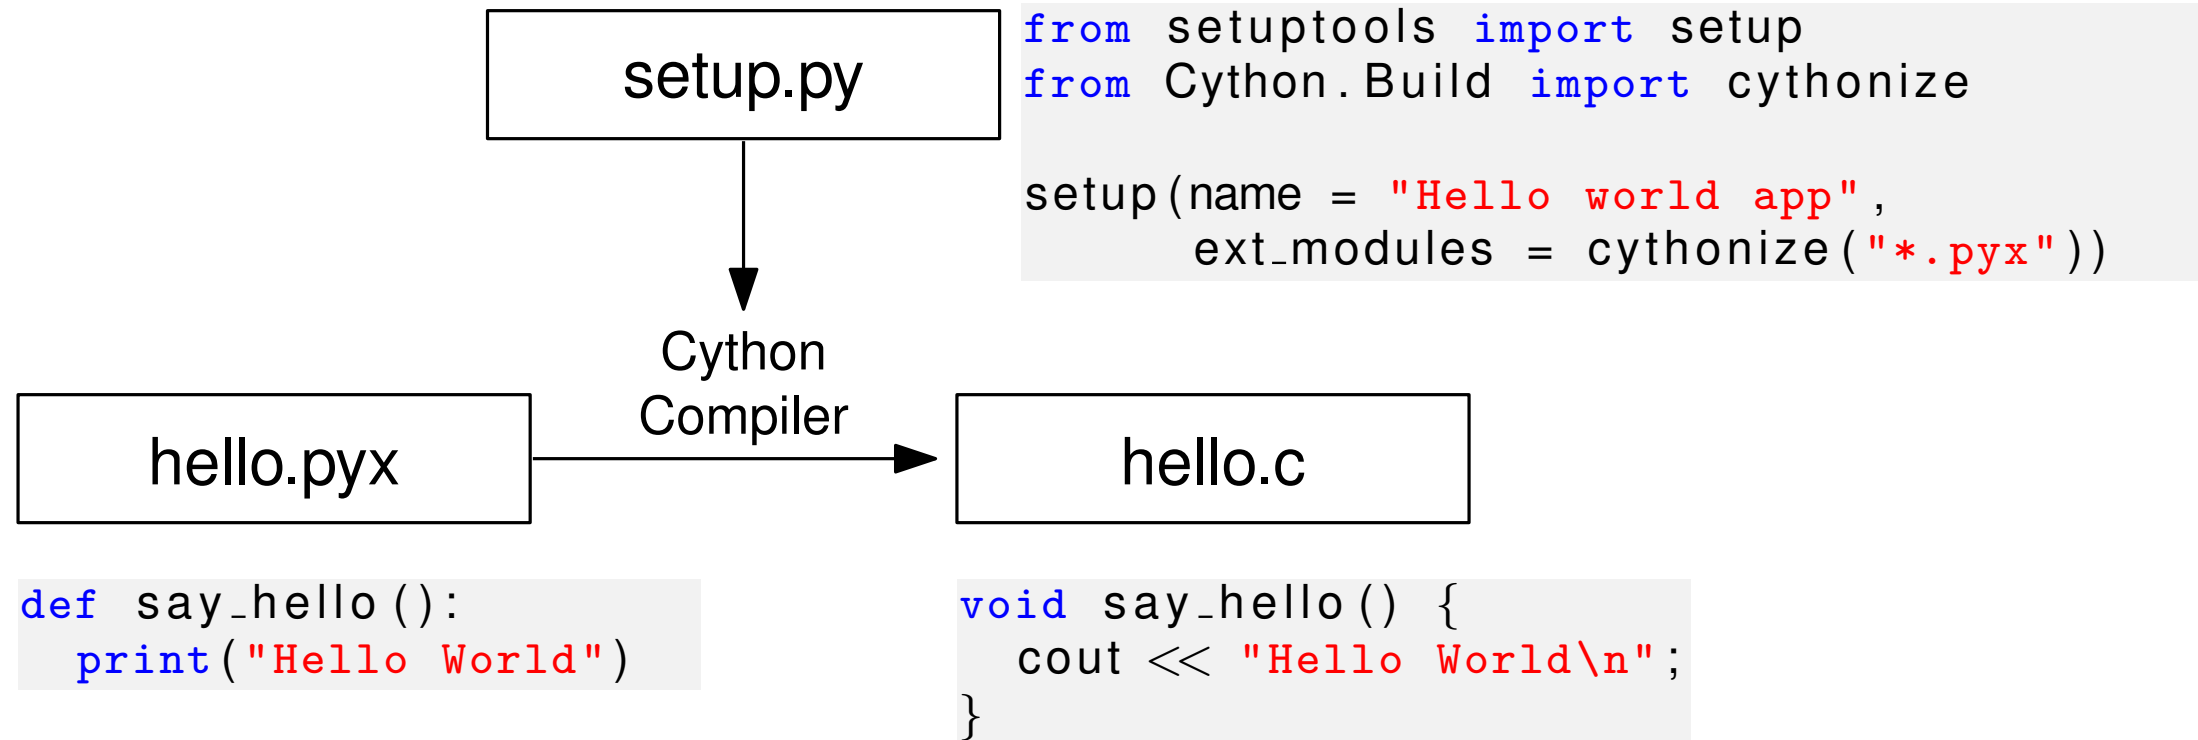 setup.py
from setuptools import setup
from Cython.Build import cythonize
setup(name = "Hello world app",
ext_modules = cythonize("*.pyx"))
Cython
Compiler
hello.pyx
hello.c
def say_hello():
print("Hello World")
void say_hello() {
cout << "Hello World\n";
}